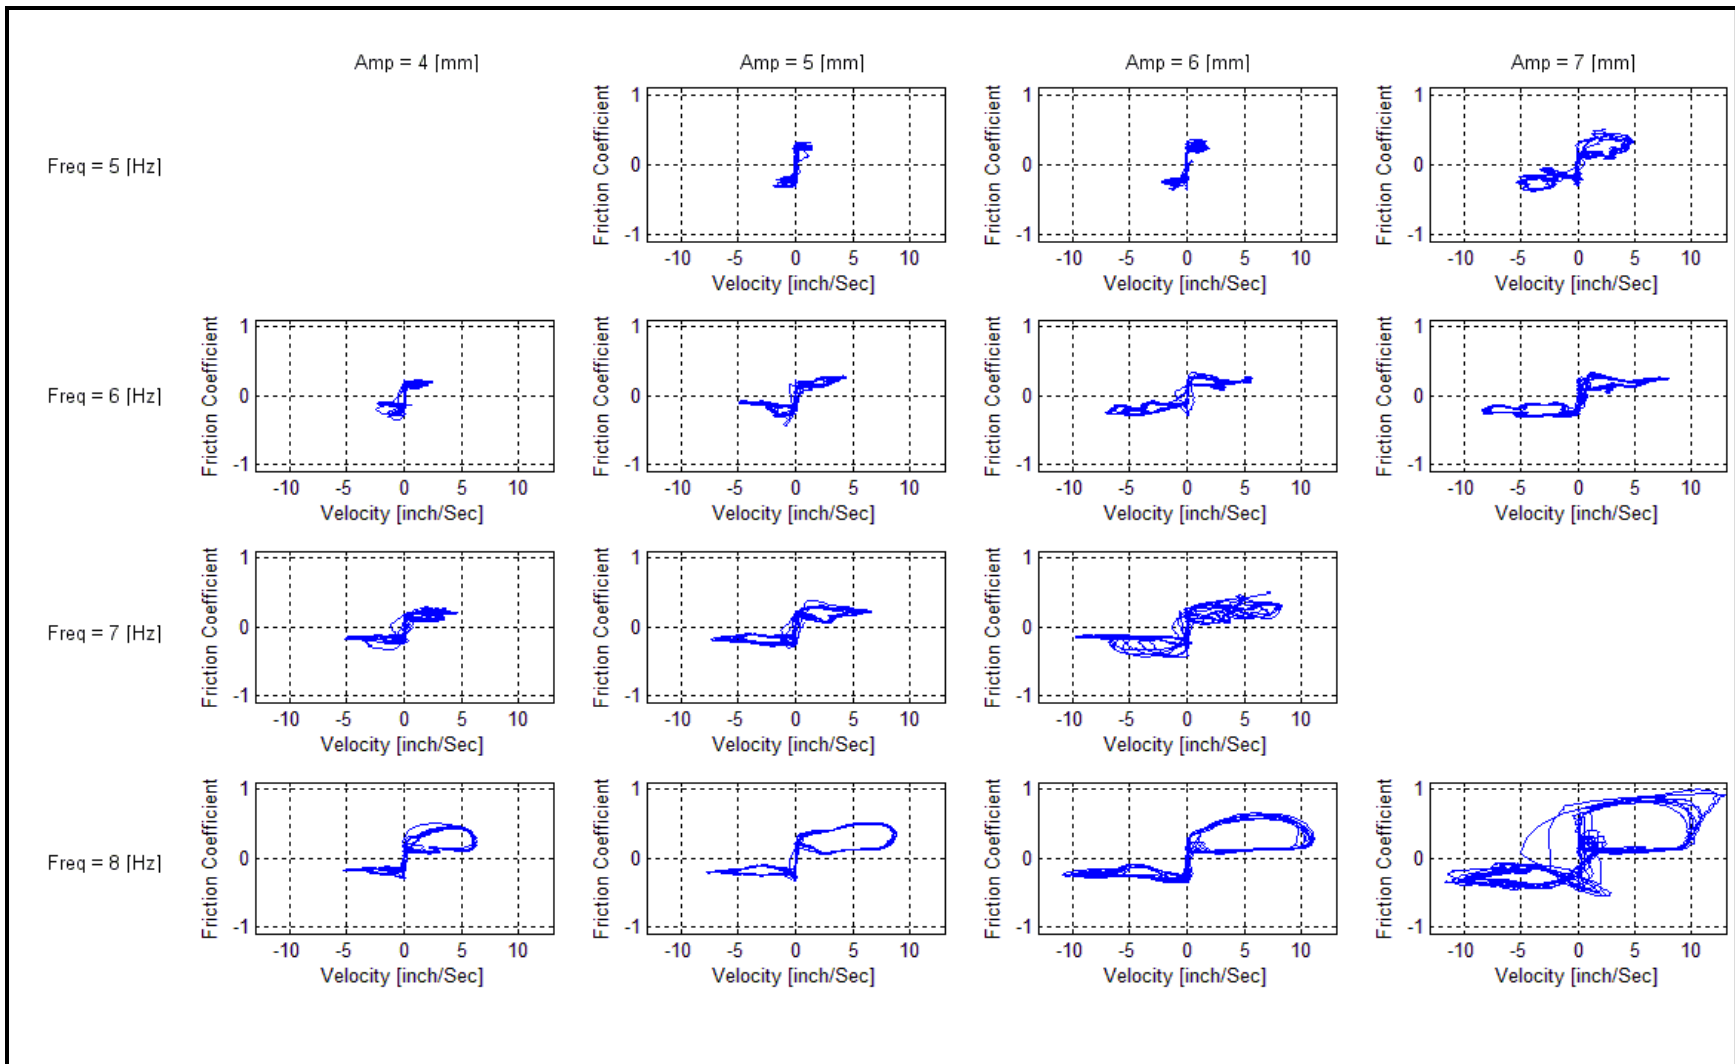 Amp = 4 [mm] Amp = 5 [mm] Amp = 6 [mm] Amp = 7 [mm]
Freq = 5 [Hz]
Friction Coefficient Friction Coefficient Friction Coefficient
1 1 1
0 0 0
-1 -1 -1
-10 -5 0 5 10 -10 -5 0 5 10 -10 -5 0 5 10
Velocity [inch/Sec] Velocity [inch/Sec] Velocity [inch/Sec]
Freq = 6 [Hz]
Friction Coefficient Friction Coefficient Friction Coefficient Friction Coefficient
1 1 1 1
0 0 0 0
-1 -1 -1 -1
-10 -5 0 5 10 -10 -5 0 5 10 -10 -5 0 5 10 -10 -5 0 5 10
Velocity [inch/Sec] Velocity [inch/Sec] Velocity [inch/Sec] Velocity [inch/Sec]
Freq = 7 [Hz]
Friction Coefficient Friction Coefficient Friction Coefficient
1 1 1
0 0 0
-1 -1 -1
-10 -5 0 5 10 -10 -5 0 5 10 -10 -5 0 5 10
Velocity [inch/Sec] Velocity [inch/Sec] Velocity [inch/Sec]
Freq = 8 [Hz]
Friction Coefficient Friction Coefficient Friction Coefficient Friction Coefficient
1 1 1 1
0 0 0 0
-1 -1 -1 -1
-10 -5 0 5 10 -10 -5 0 5 10 -10 -5 0 5 10 -10 -5 0 5 10
Velocity [inch/Sec] Velocity [inch/Sec] Velocity [inch/Sec] Velocity [inch/Sec]